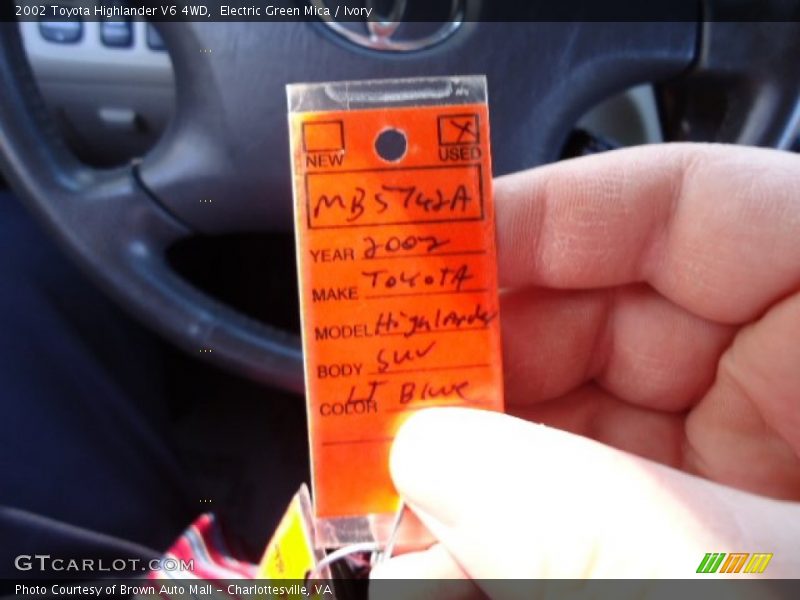 2002 Toyota Highlander V6 4WD, Electric Green Mica / Ivory
X
NEW USED
MB5742A
YEAR 2002
MAKE TOYOTA
MODEL Highlander
BODY SUV
COLOR LT Blue
GTCARLOT.COM
Photo Courtesy of Brown Auto Mall - Charlottesville, VA